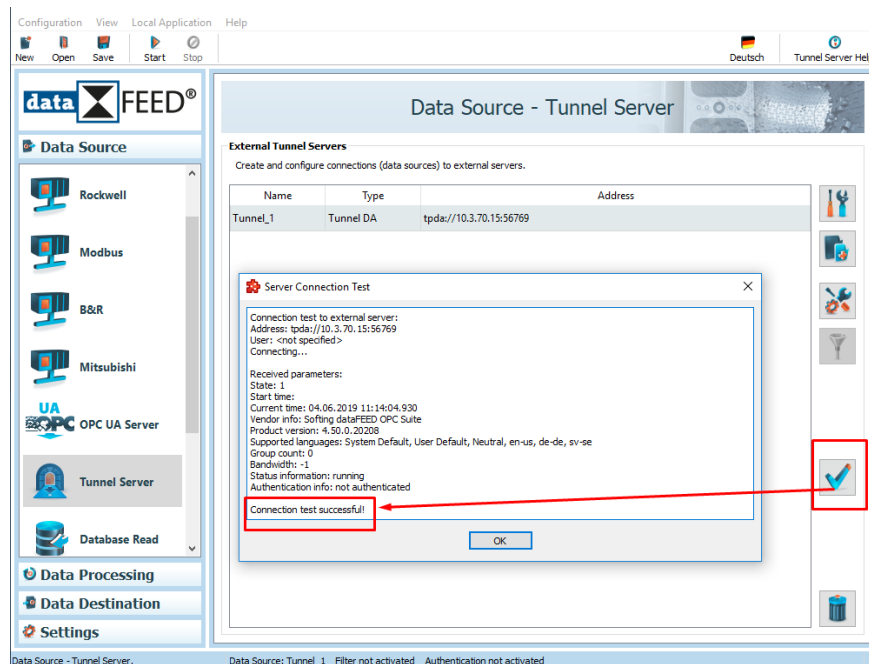 Configuration View Local Application Help
New Open Save Start Stop Deutsch Tunnel Server Hel
data FEED®
Data Source - Tunnel Server
Data Source
Rockwell
Modbus
B&R
Mitsubishi
UA
OPC
OPC UA Server
Tunnel Server
Database Read
Data Processing
Data Destination
Settings
External Tunnel Servers
Create and configure connections (data sources) to external servers.
Name Type Address
Tunnel_1 Tunnel DA tpda://10.3.70.15:56769
Server Connection Test
Connection test to external server:
Address: tpda://10.3.70.15:56769
User: <not specified>
Connecting...
Received parameters:
State: 1
Start time:
Current time: 04.06.2019 11:14:04.930
Vendor info: Softing dataFEED OPC Suite
Product version: 4.50.0.20208
Supported languages: System Default, User Default, Neutral, en-us, de-de, sv-se
Group count: 0
Bandwidth: -1
Status information: running
Authentication info: not authenticated
Connection test successful!
OK
Data Source - Tunnel Server. Data Source: Tunnel_1 Filter not activated Authentication not activated